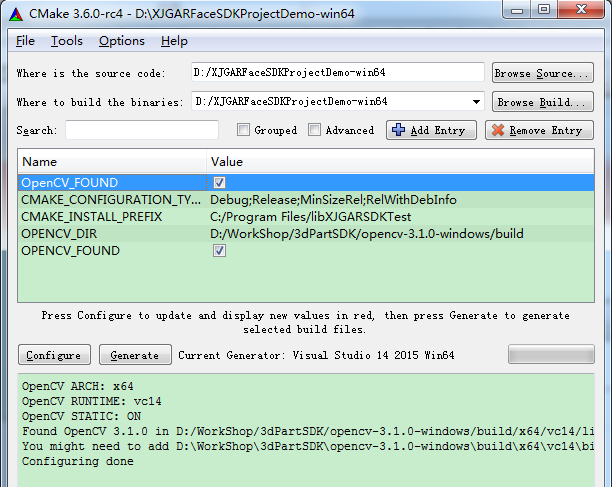 CMake 3.6.0-rc4 - D:\XJGARFaceSDKProjectDemo-win64
File Tools Options Help
Where is the source code: D:/XJGARFaceSDKProjectDemo-win64 Browse Source...
Where to build the binaries: D:/XJGARFaceSDKProjectDemo-win64 Browse Build...
Search: Grouped Advanced Add Entry Remove Entry
Name Value
OpenCV_FOUND
CMAKE_CONFIGURATION_TY... Debug;Release;MinSizeRel;RelWithDebInfo
CMAKE_INSTALL_PREFIX C:/Program Files/libXJGARSDKTest
OPENCV_DIR D:/WorkShop/3dPartSDK/opencv-3.1.0-windows/build
OPENCV_FOUND
Press Configure to update and display new values in red, then press Generate to generate
selected build files.
Configure Generate Current Generator: Visual Studio 14 2015 Win64
OpenCV ARCH: x64
OpenCV RUNTIME: vc14
OpenCV STATIC: ON
Found OpenCV 3.1.0 in D:/WorkShop/3dPartSDK/opencv-3.1.0-windows/build/x64/vc14/li
You might need to add D:\WorkShop\3dPartSDK\opencv-3.1.0-windows\build\x64\vc14\bi
Configuring done